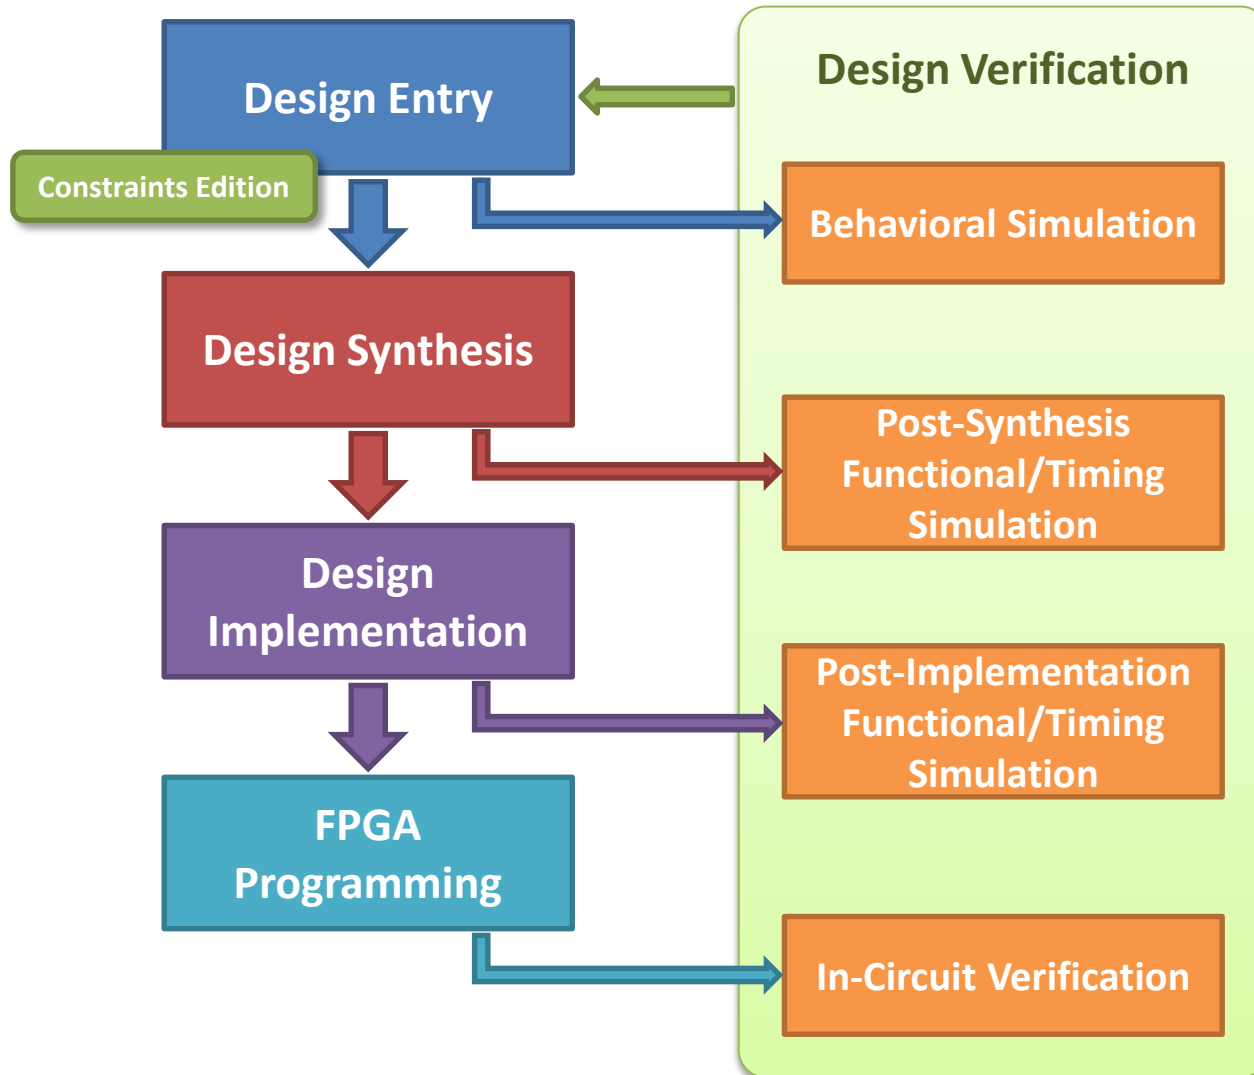 Design Entry
Constraints Edition
Design Synthesis
Design
Implementation
FPGA
Programming
Design Verification
Behavioral Simulation
Post-Synthesis
Functional/Timing
Simulation
Post-Implementation
Functional/Timing
Simulation
In-Circuit Verification